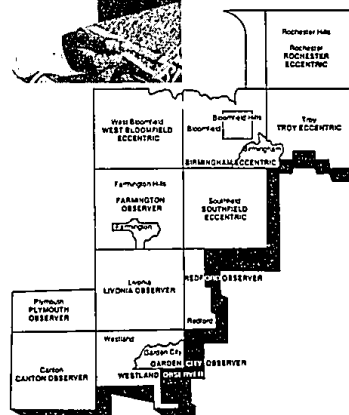 Rochester Hills
Rochester
ROCHESTER
ECCENTRIC
West Bloomfield
WEST BLOOMFIELD
ECCENTRIC
Bloomfield Hills
Bloomfield
Birmingham
BIRMINGHAM ECCENTRIC
Troy
TROY ECCENTRIC
Farmington Hills
FARMINGTON
OBSERVER
Farmington
Southfield
SOUTHFIELD
ECCENTRIC
Livonia
LIVONIA OBSERVER
REDFORD OBSERVER
Redford
Plymouth
PLYMOUTH
OBSERVER
Westland
Garden City
GARDEN CITY OBSERVER
WESTLAND OBSERVER
Canton
CANTON OBSERVER